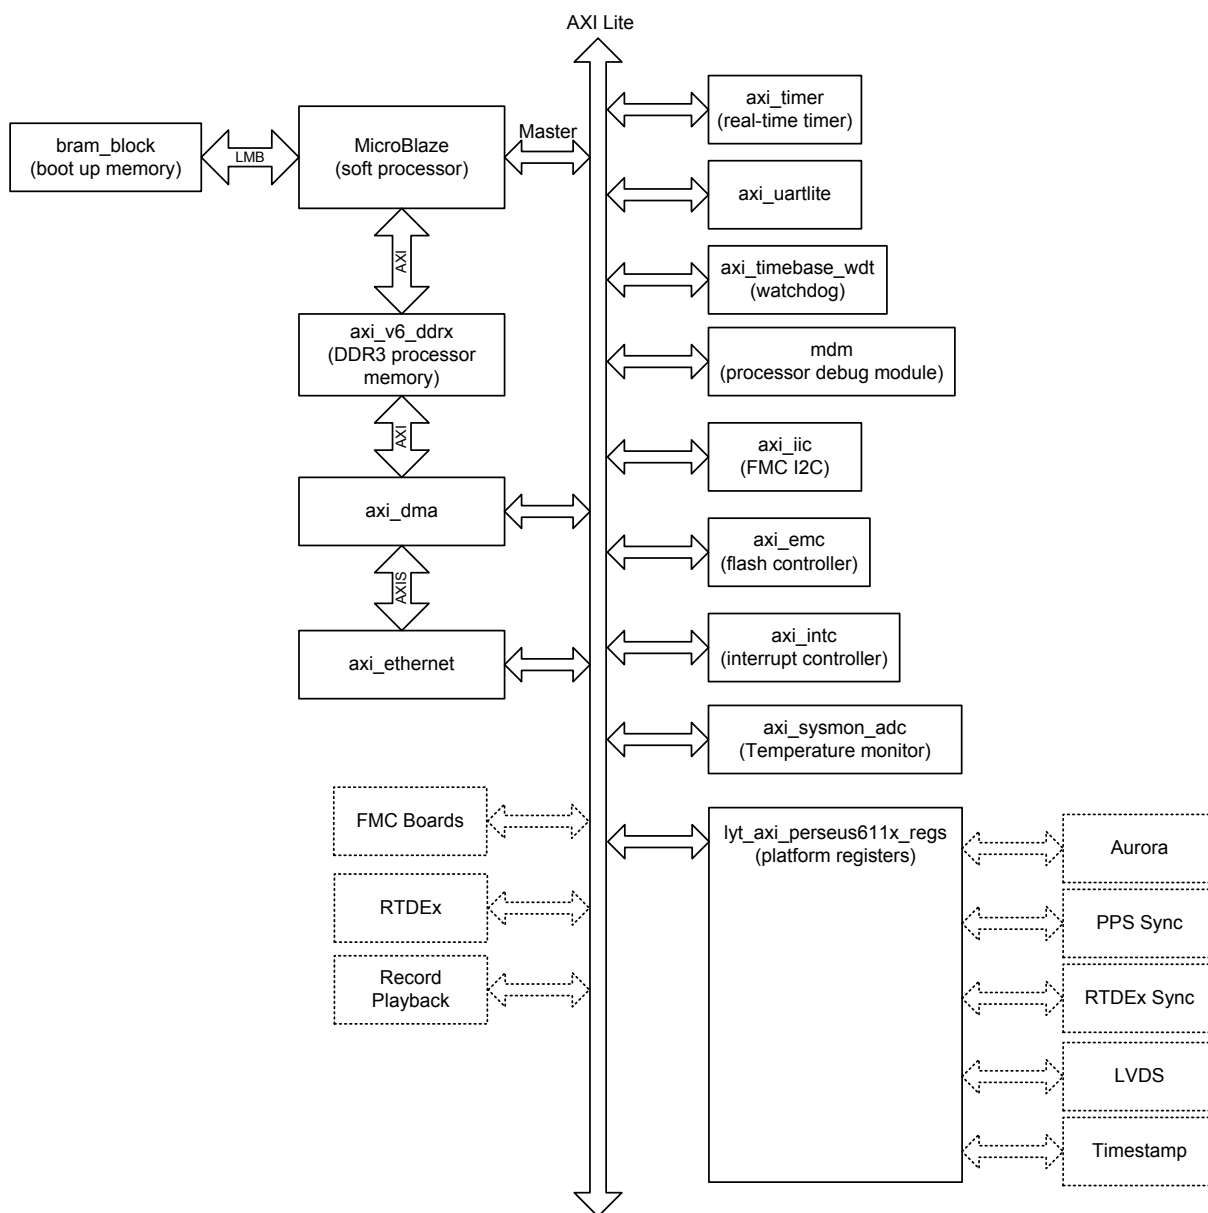 AXI Lite
bram_block
(boot up memory)
LMB
MicroBlaze
(soft processor)
Master
AXI
axi_v6_ddrx
(DDR3 processor
memory)
AXI
axi_dma
AXIS
axi_ethernet
FMC Boards
RTDEx
Record
Playback
axi_timer
(real-time timer)
axi_uartlite
axi_timebase_wdt
(watchdog)
mdm
(processor debug module)
axi_iic
(FMC I2C)
axi_emc
(flash controller)
axi_intc
(interrupt controller)
axi_sysmon_adc
(Temperature monitor)
lyt_axi_perseus611x_regs
(platform registers)
Aurora
PPS Sync
RTDEx Sync
LVDS
Timestamp